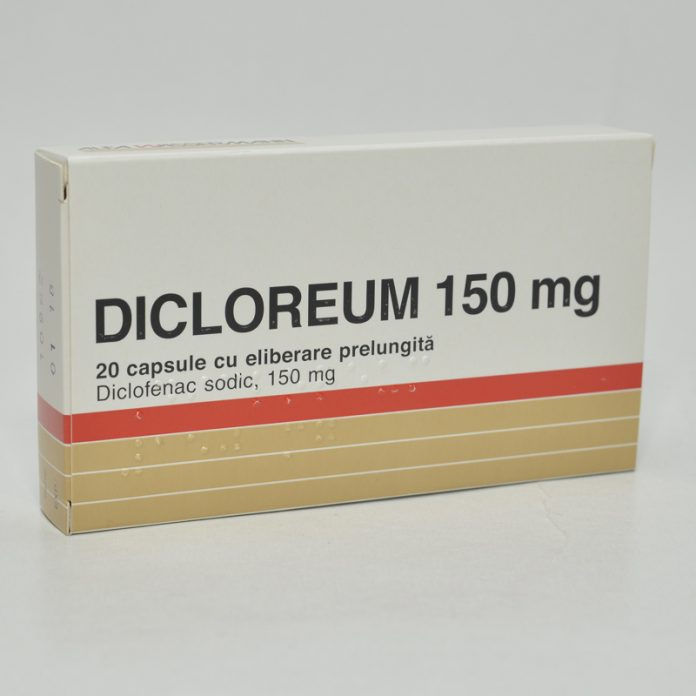 DICLOREUM 150 mg
20 capsule cu eliberare prelungită
Diclofenac sodic, 150 mg